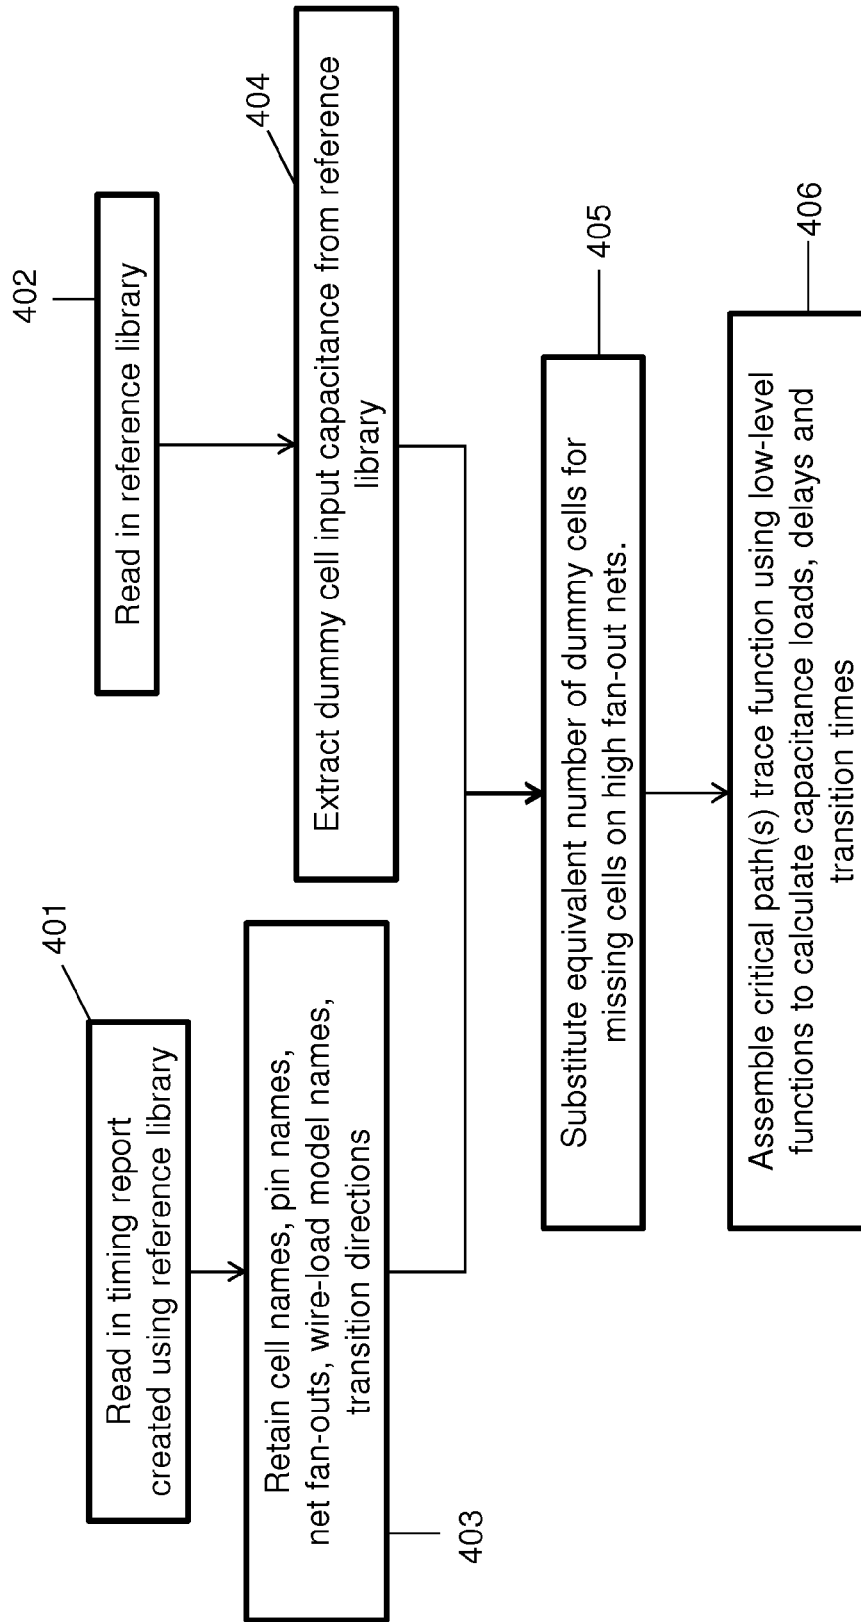 401
Read in timing report
created using reference library
402
Read in reference library
403
Retain cell names, pin names,
net fan-outs, wire-load model names,
transition directions
404
Extract dummy cell input capacitance from reference
library
405
Substitute equivalent number of dummy cells for
missing cells on high fan-out nets.
406
Assemble critical path(s) trace function using low-level
functions to calculate capacitance loads, delays and
transition times